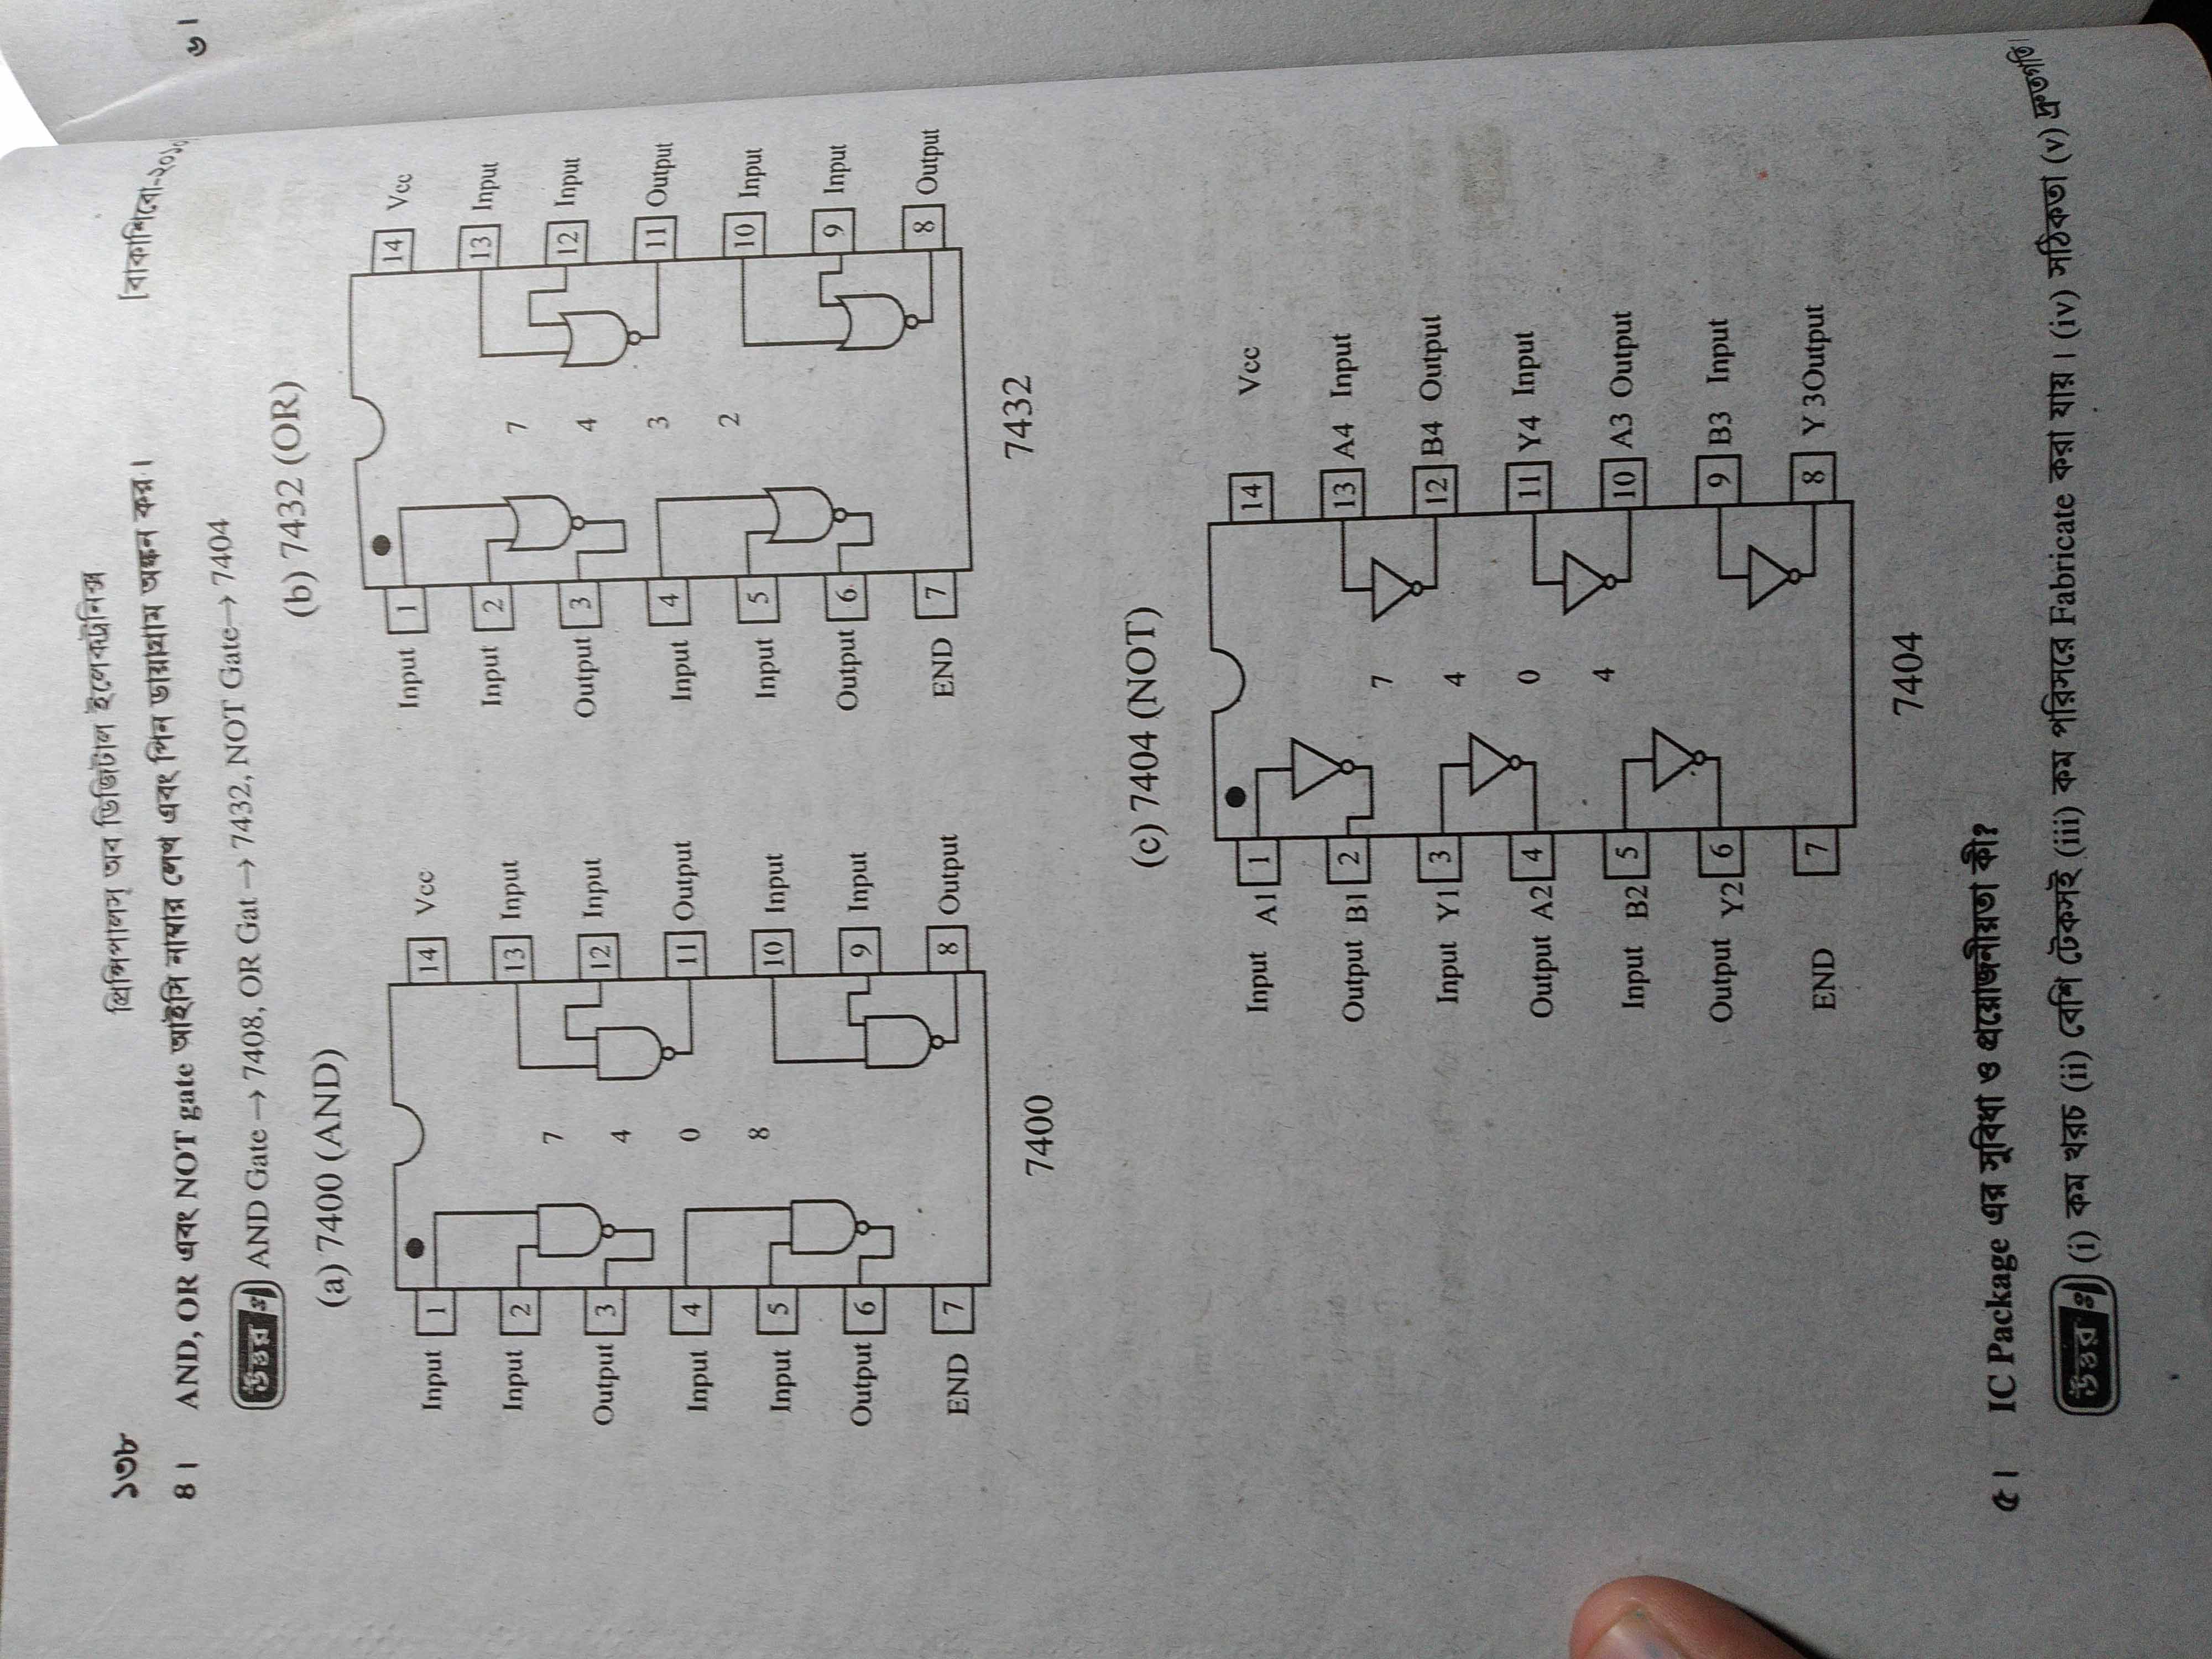 ১৩৮
প্রিন্সিপালস্ অব ডিজিটাল ইলেকট্রনিক্স
৪। AND, OR এবং NOT gate আইসি নাম্বার লেখ এবং পিন ডায়াগ্রাম অঙ্কন কর। [বাকাশিবো-২০১০
৬।
উত্তর ঃ AND Gate → 7408, OR Gat → 7432, NOT Gate→ 7404
(a) 7400 (AND)
Input 1
Input 2
Output 3
Input 4
Input 5
Output 6
END 7
7
4
0
8
14 Vcc
13 Input
12 Input
11 Output
10 Input
9 Input
8 Output
7400
(b) 7432 (OR)
Input 1
Input 2
Output 3
Input 4
Input 5
Output 6
END 7
7
4
3
2
14 Vcc
13 Input
12 Input
11 Output
10 Input
9 Input
8 Output
7432
(c) 7404 (NOT)
Input A1 1
Output B1 2
Input Y1 3
Output A2 4
Input B2 5
Output Y2 6
END 7
7
4
0
4
14 Vcc
13 A4 Input
12 B4 Output
11 Y4 Input
10 A3 Output
9 B3 Input
8 Y 3Output
7404
৫। IC Package এর সুবিধা ও প্রয়োজনীয়তা কী?
উত্তর ঃ (i) কম খরচ (ii) বেশি টেকসই (iii) কম পরিসরে Fabricate করা যায়। (iv) সঠিকতা (v) দ্রুতগতি।